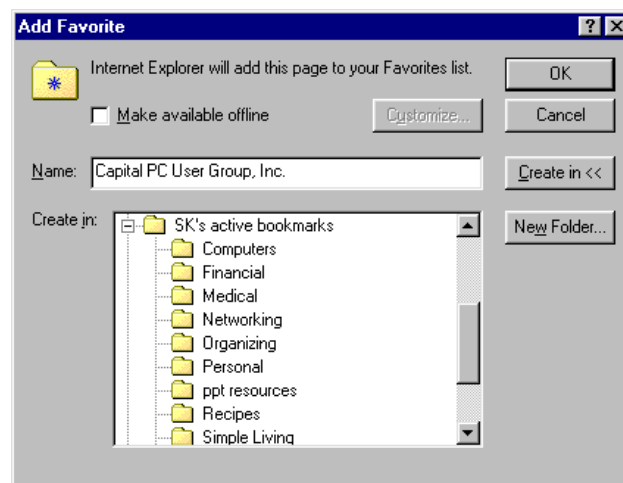 Add Favorite
Internet Explorer will add this page to your Favorites list.
OK
Make available offline
Customize...
Cancel
Name: Capital PC User Group, Inc.
Create in <<
Create in:
New Folder...
SK's active bookmarks
Computers
Financial
Medical
Networking
Organizing
Personal
ppt resources
Recipes
Simple Living